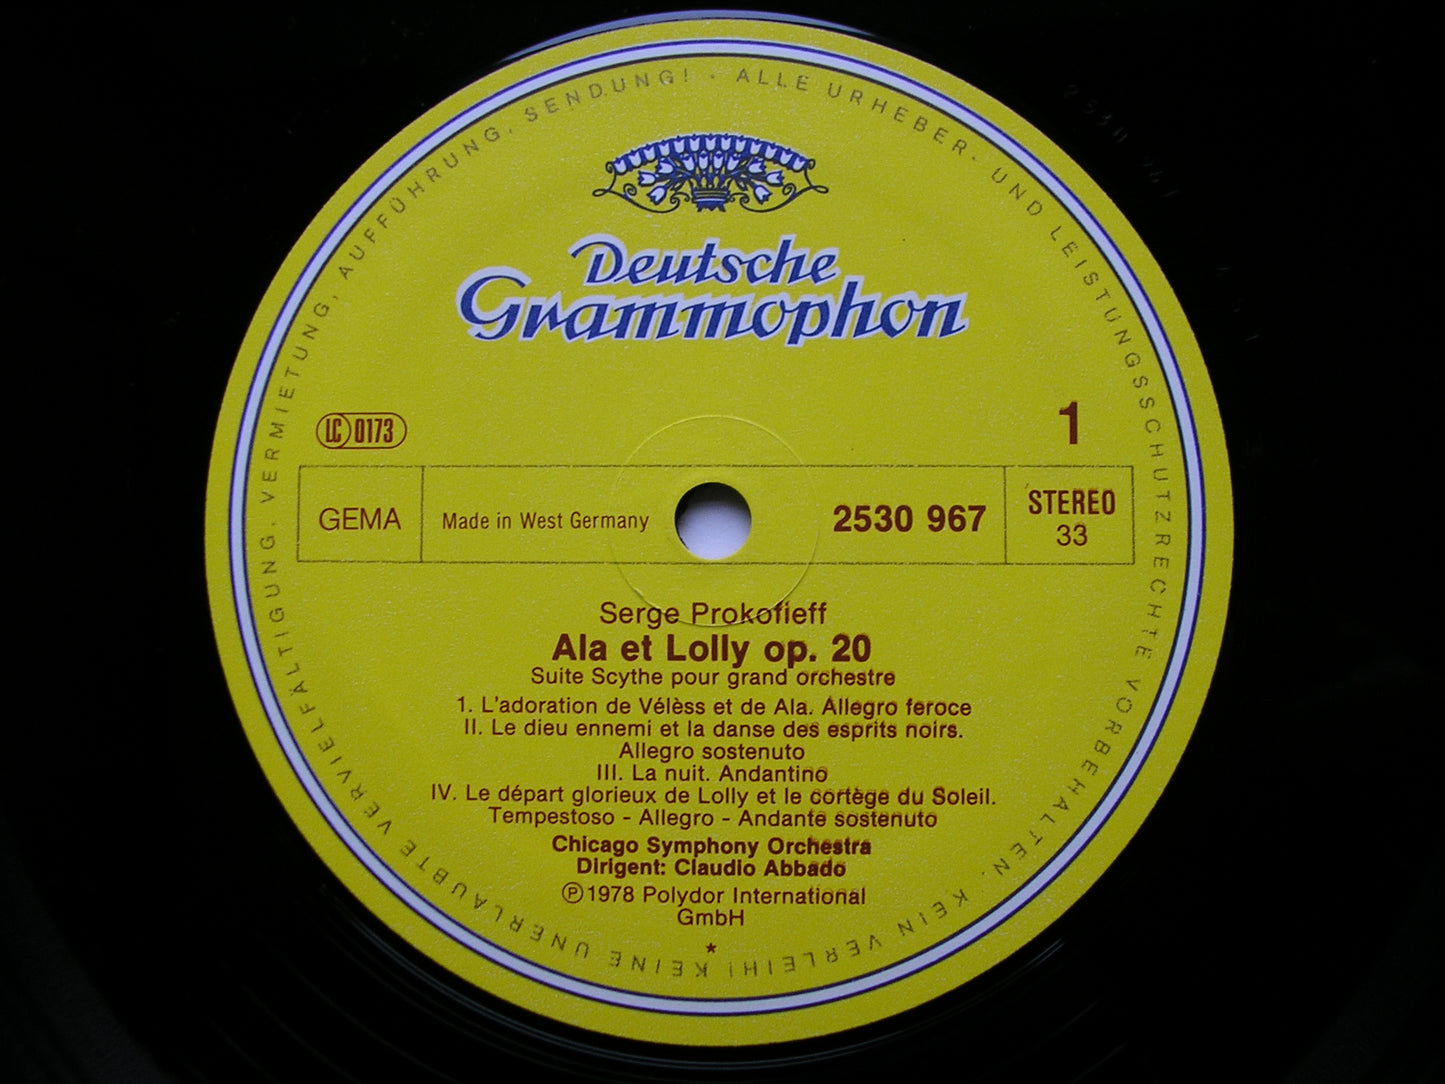 ALLE URHEBER- UND LEISTUNGSSCHUTZRECHTE VORBEHALTEN. KEIN VERLEIH! KEINE UNERLAUBTE VERVIELFÄLTIGUNG, VERMIETUNG, AUFFÜHRUNG, SENDUNG! ·
Deutsche
Grammophon
LC 0173
1
GEMA
Made in West Germany
2530 967
STEREO
33
Serge Prokofieff
Ala et Lolly op. 20
Suite Scythe pour grand orchestre
1. L'adoration de Vélèss et de Ala. Allegro feroce
II. Le dieu ennemi et la danse des esprits noirs.
Allegro sostenuto
III. La nuit. Andantino
IV. Le départ glorieux de Lolly et le cortège du Soleil.
Tempestoso - Allegro - Andante sostenuto
Chicago Symphony Orchestra
Dirigent: Claudio Abbado
℗ 1978 Polydor International
GmbH
*